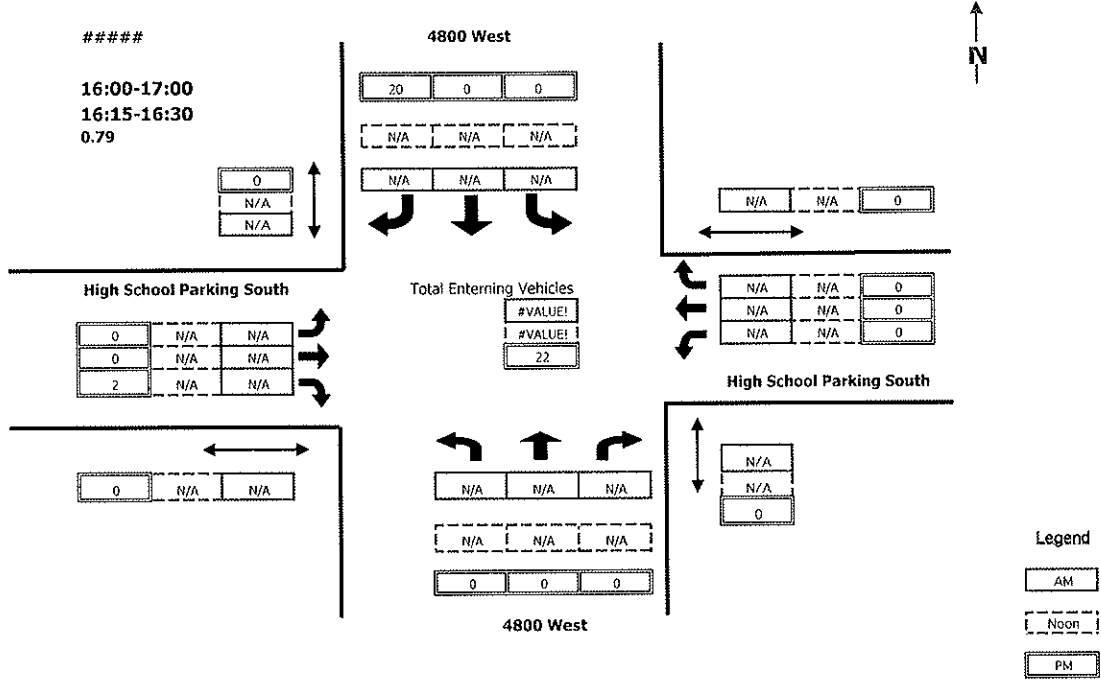 #####
4800 West
N
16:00-17:00
16:15-16:30
0.79
20 0 0
N/A N/A N/A
N/A N/A N/A
0
N/A
N/A
N/A N/A 0
High School Parking South
Total Enterning Vehicles
#VALUE!
#VALUE!
22
N/A N/A 0
N/A N/A 0
N/A N/A 0
0 N/A N/A
0 N/A N/A
2 N/A N/A
High School Parking South
0 N/A N/A
N/A N/A N/A
N/A N/A N/A
0 0 0
N/A
N/A
0
4800 West
Legend
AM
Noon
PM